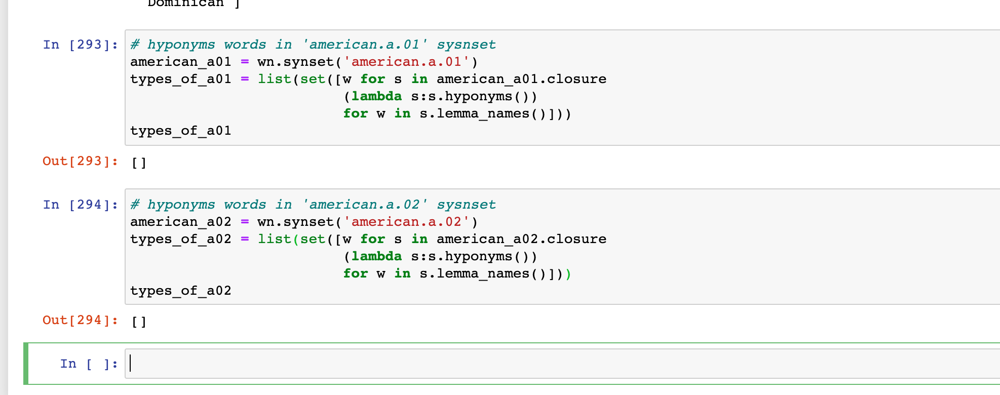 Dominican ]
In [293]: # hyponyms words in 'american.a.01' sysnset
american_a01 = wn.synset('american.a.01')
types_of_a01 = list(set([w for s in american_a01.closure
(lambda s:s.hyponyms())
for w in s.lemma_names()]))
types_of_a01
Out[293]: []
In [294]: # hyponyms words in 'american.a.02' sysnset
american_a02 = wn.synset('american.a.02')
types_of_a02 = list(set([w for s in american_a02.closure
(lambda s:s.hyponyms())
for w in s.lemma_names()]))
types_of_a02
Out[294]: []
In [ ]: